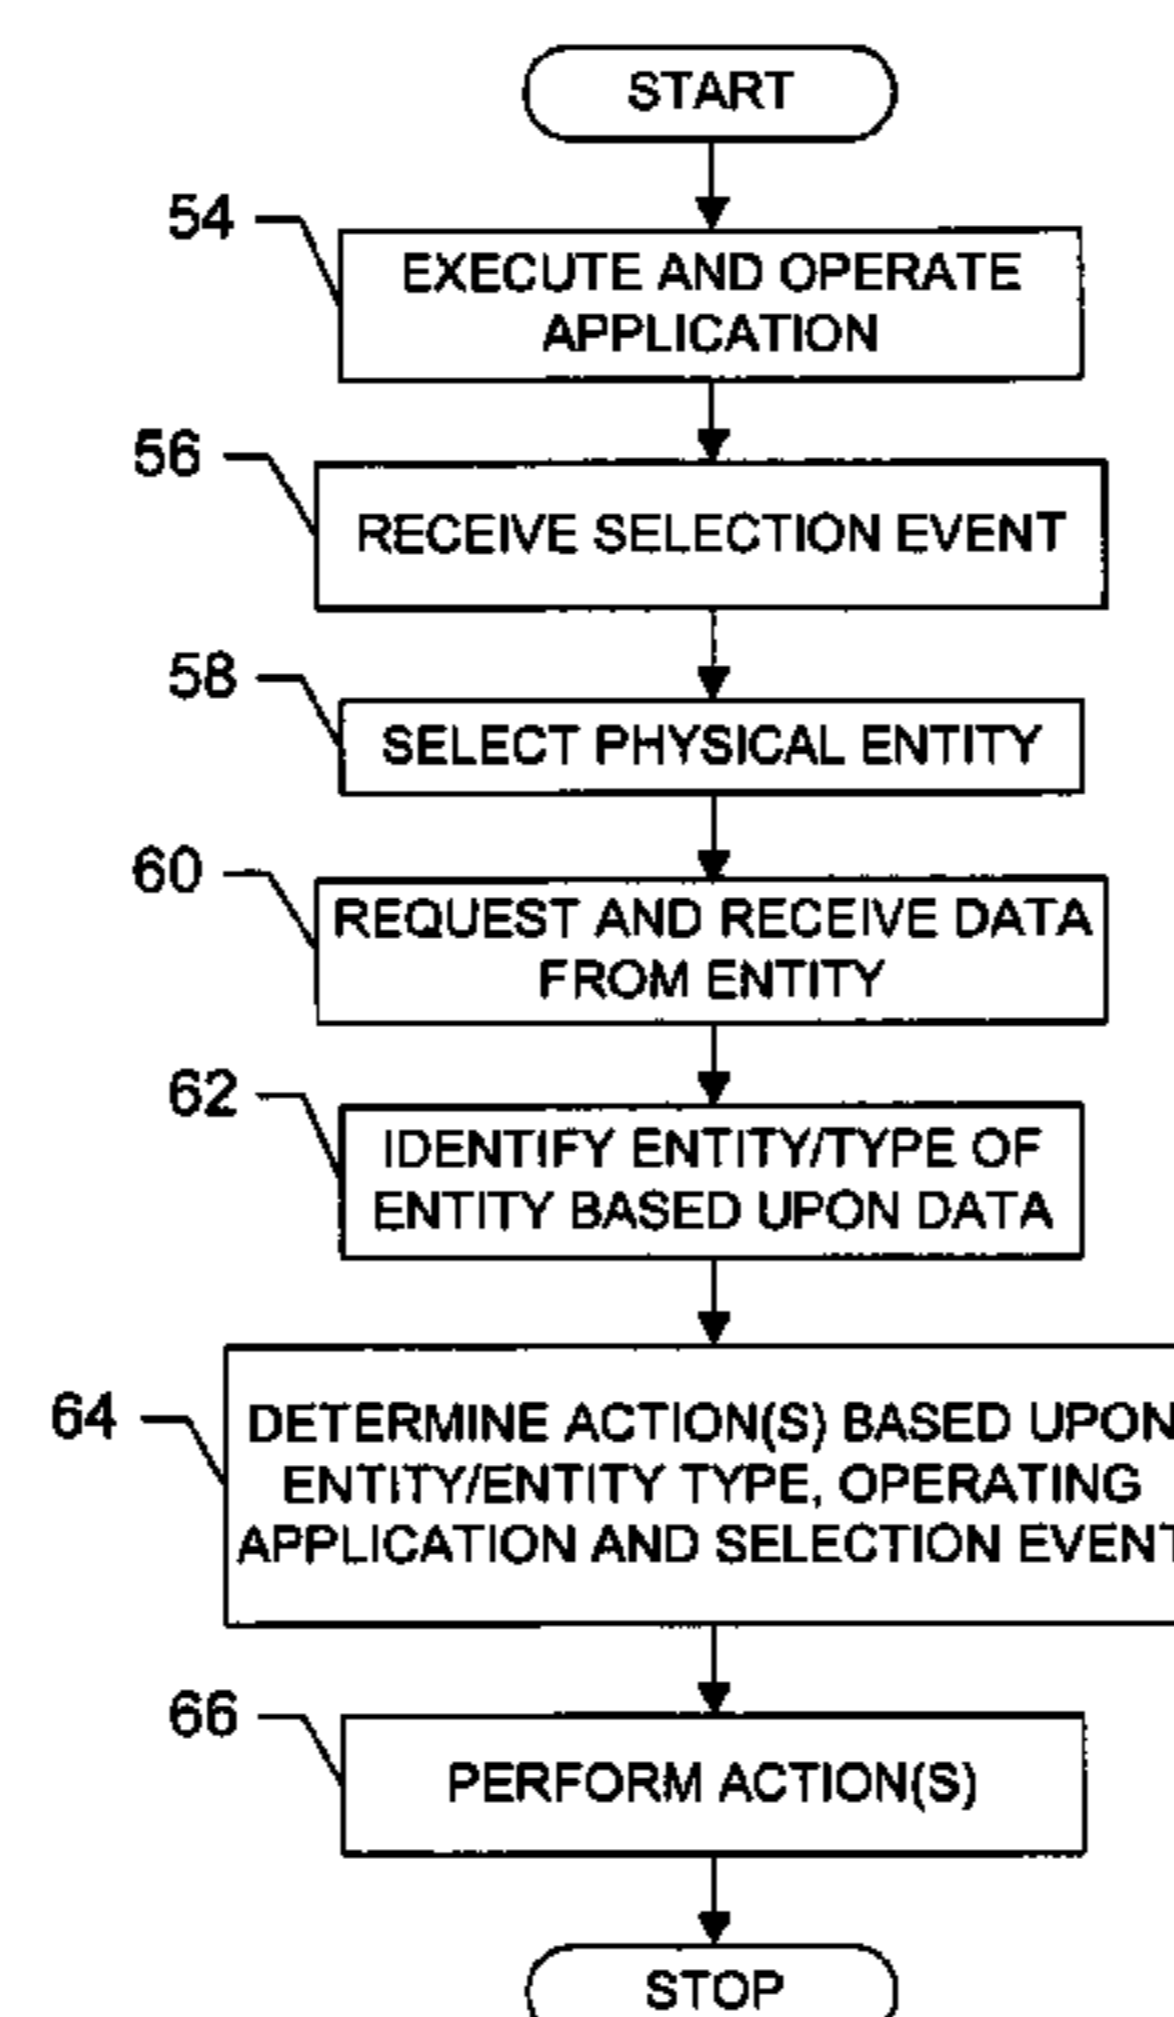 START
54
EXECUTE AND OPERATE
APPLICATION
56
RECEIVE SELECTION EVENT
58
SELECT PHYSICAL ENTITY
60
REQUEST AND RECEIVE DATA
FROM ENTITY
62
IDENTIFY ENTITY/TYPE OF
ENTITY BASED UPON DATA
64
DETERMINE ACTION(S) BASED UPON
ENTITY/ENTITY TYPE, OPERATING
APPLICATION AND SELECTION EVENT
66
PERFORM ACTION(S)
STOP